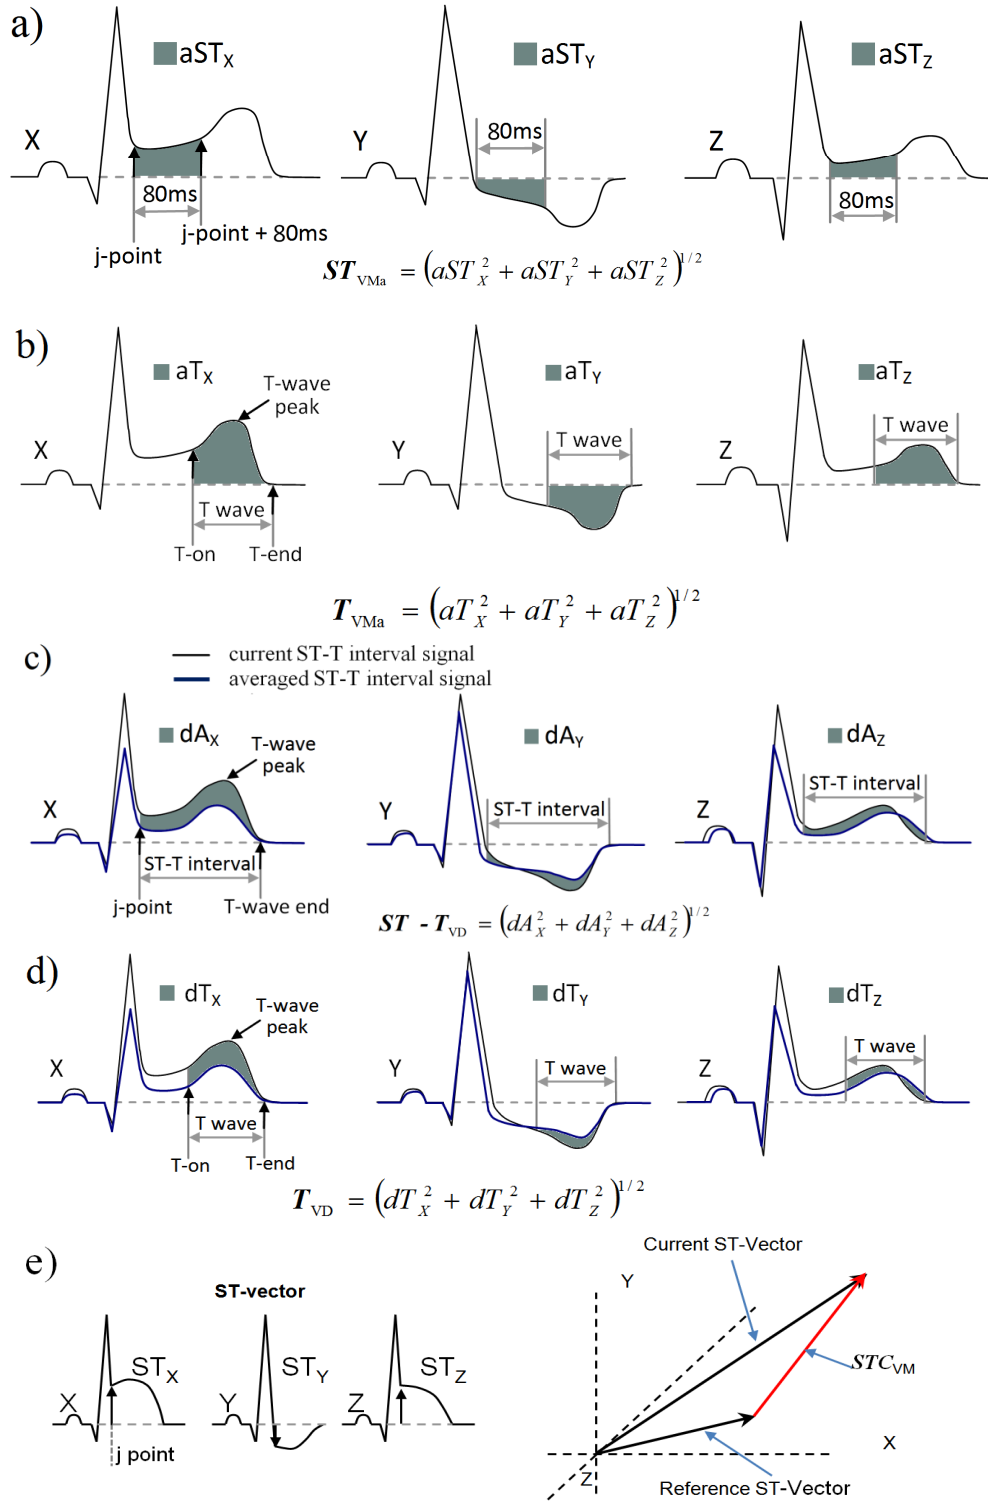 a)
aSTX
aSTY
aSTZ
X
Y
Z
80ms
80ms
80ms
j-point
j-point + 80ms
STVMa = (aSTX2 + aSTY2 + aSTZ2)1/2
b)
aTX
aTY
aTZ
T-wave
peak
T wave
T wave
X
Y
Z
T wave
T-on
T-end
TVMa = (aTX2 + aTY2 + aTZ2)1/2
c)
current ST-T interval signal
averaged ST-T interval signal
dAX
dAY
dAZ
T-wave
peak
ST-T interval
ST-T interval
X
Y
Z
ST-T interval
j-point
T-wave end
ST - TVD = (dAX2 + dAY2 + dAZ2)1/2
d)
dTX
dTY
dTZ
T-wave
peak
T wave
T wave
X
Y
Z
T wave
T-on
T-end
TVD = (dTX2 + dTY2 + dTZ2)1/2
e)
ST-vector
STX
STY
STZ
X
Y
Z
j point
Current ST-Vector
Y
STCVM
X
Z
Reference ST-Vector